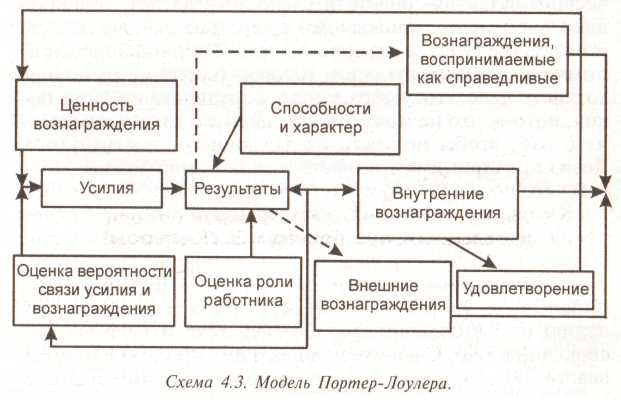 Вознаграждения,
воспринимаемые
как справедливые
Ценность
вознаграждения
Способности
и характер
Усилия
Результаты
Внутренние
вознаграждения
Оценка вероятности
связи усилия и
вознаграждения
Оценка роли
работника
Внешние
вознаграждения
Удовлетворение
Схема 4.3. Модель Портер-Лоулера.